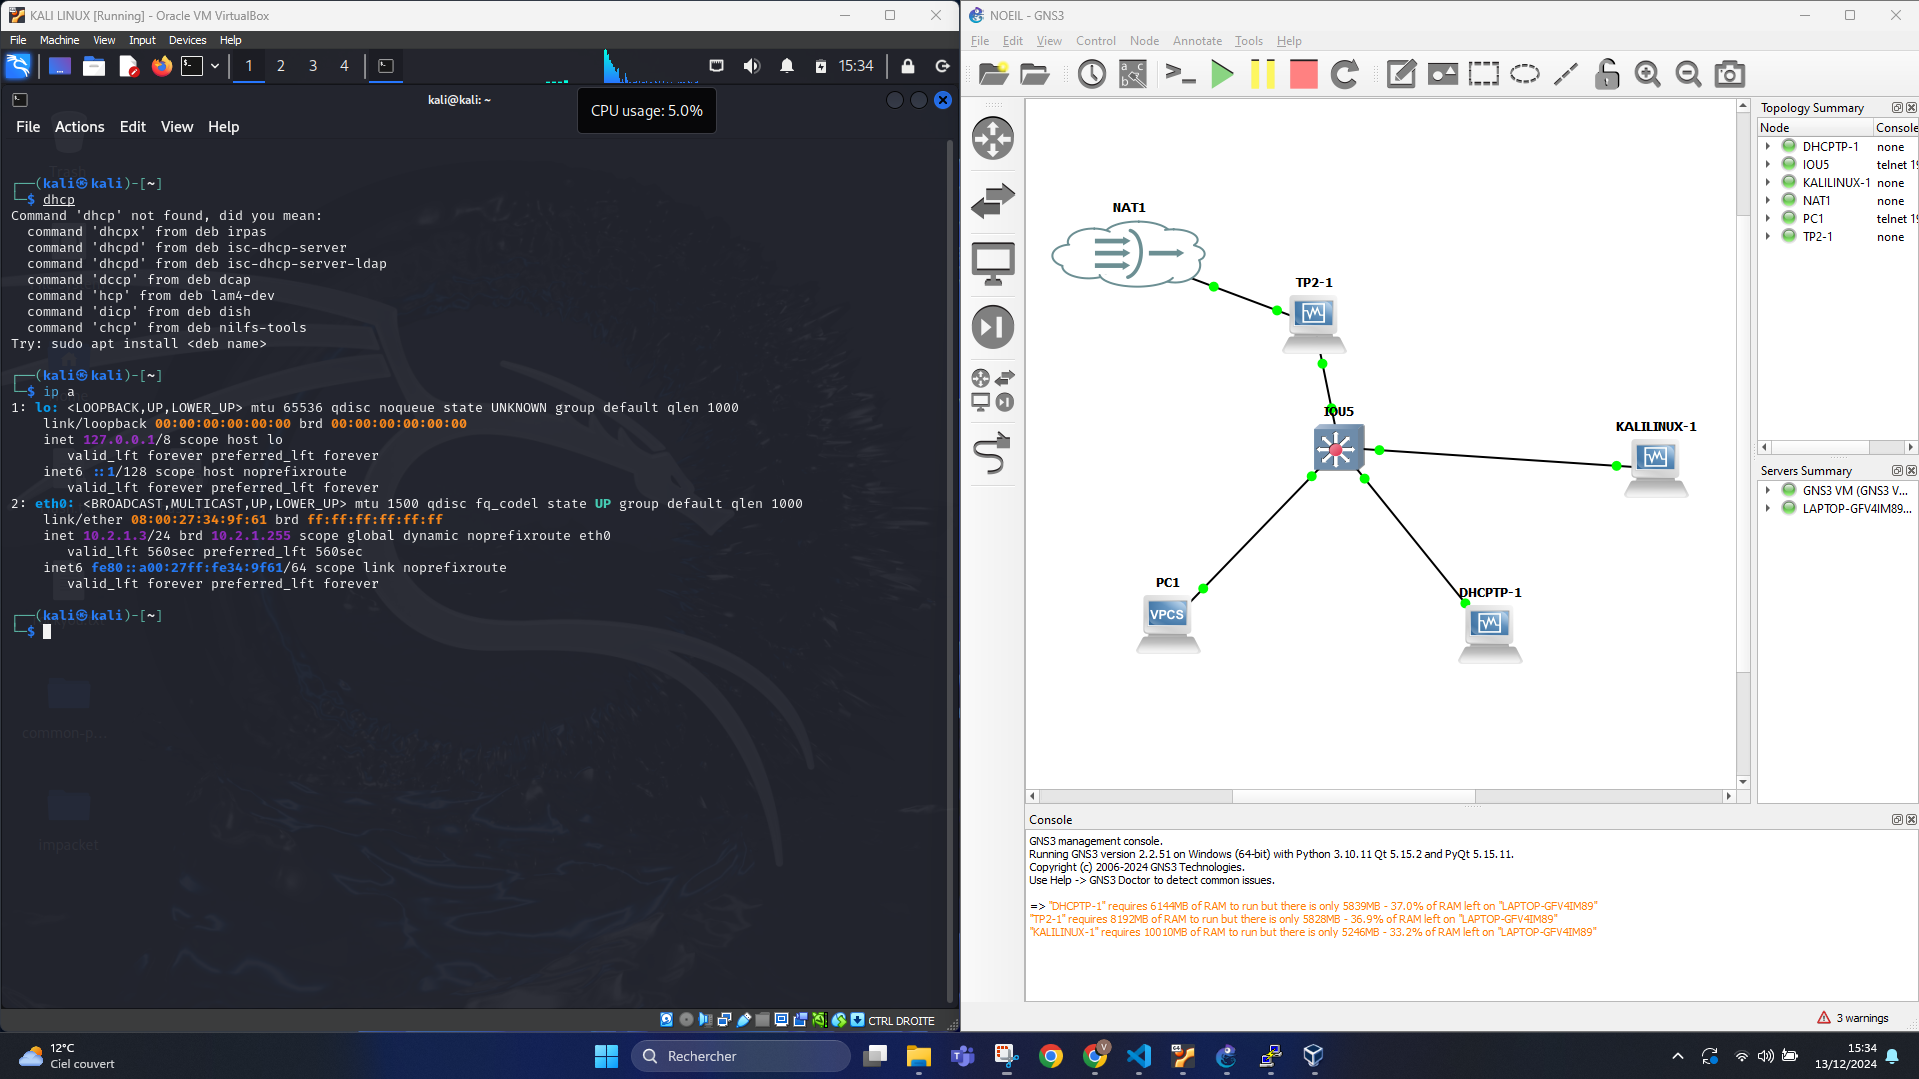 KALI LINUX [Running] - Oracle VM VirtualBox
File Machine View Input Devices Help
1 2 3 4
15:34
kali@kali: ~
CPU usage: 5.0%
File Actions Edit View Help
┌──(kali㉿kali)-[~]
└─$ dhcp
Command 'dhcp' not found, did you mean:
command 'dhcpx' from deb irpas
command 'dhcpd' from deb isc-dhcp-server
command 'dhcpd' from deb isc-dhcp-server-ldap
command 'dccp' from deb dcap
command 'hcp' from deb lam4-dev
command 'dicp' from deb dish
command 'chcp' from deb nilfs-tools
Try: sudo apt install <deb name>
┌──(kali㉿kali)-[~]
└─$ ip a
1: lo: <LOOPBACK,UP,LOWER_UP> mtu 65536 qdisc noqueue state UNKNOWN group default qlen 1000
link/loopback 00:00:00:00:00:00 brd 00:00:00:00:00:00
inet 127.0.0.1/8 scope host lo
valid_lft forever preferred_lft forever
inet6 ::1/128 scope host noprefixroute
valid_lft forever preferred_lft forever
2: eth0: <BROADCAST,MULTICAST,UP,LOWER_UP> mtu 1500 qdisc fq_codel state UP group default qlen 1000
link/ether 08:00:27:34:9f:61 brd ff:ff:ff:ff:ff:ff
inet 10.2.1.3/24 brd 10.2.1.255 scope global dynamic noprefixroute eth0
valid_lft 560sec preferred_lft 560sec
inet6 fe80::a00:27ff:fe34:9f61/64 scope link noprefixroute
valid_lft forever preferred_lft forever
┌──(kali㉿kali)-[~]
└─$
Trash
common-p...
impacket
CTRL DROITE
NOEIL - GNS3
File Edit View Control Node Annotate Tools Help
NAT1
TP2-1
IOU5
KALILINUX-1
PC1
VPCS
DHCPTP-1
Topology Summary
Node Console
DHCPTP-1 none
IOU5 telnet 19
KALILINUX-1 none
NAT1 none
PC1 telnet 19
TP2-1 none
Servers Summary
GNS3 VM (GNS3 V...
LAPTOP-GFV4IM89...
Console
GNS3 management console.
Running GNS3 version 2.2.51 on Windows (64-bit) with Python 3.10.11 Qt 5.15.2 and PyQt 5.15.11.
Copyright (c) 2006-2024 GNS3 Technologies.
Use Help -> GNS3 Doctor to detect common issues.
=> "DHCPTP-1" requires 6144MB of RAM to run but there is only 5839MB - 37.0% of RAM left on "LAPTOP-GFV4IM89"
"TP2-1" requires 8192MB of RAM to run but there is only 5828MB - 36.9% of RAM left on "LAPTOP-GFV4IM89"
"KALILINUX-1" requires 10010MB of RAM to run but there is only 5246MB - 33.2% of RAM left on "LAPTOP-GFV4IM89"
3 warnings
12°C
Ciel couvert
Rechercher
V
15:34
13/12/2024